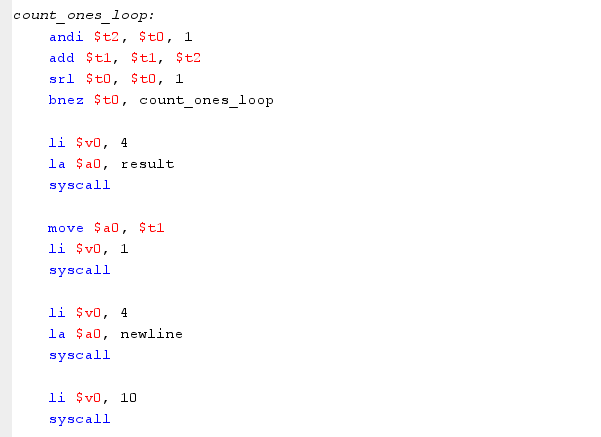 count_ones_loop:
    andi $t2, $t0, 1
    add $t1, $t1, $t2
    srl $t0, $t0, 1
    bnez $t0, count_ones_loop

    li $v0, 4
    la $a0, result
    syscall

    move $a0, $t1
    li $v0, 1
    syscall

    li $v0, 4
    la $a0, newline
    syscall

    li $v0, 10
    syscall